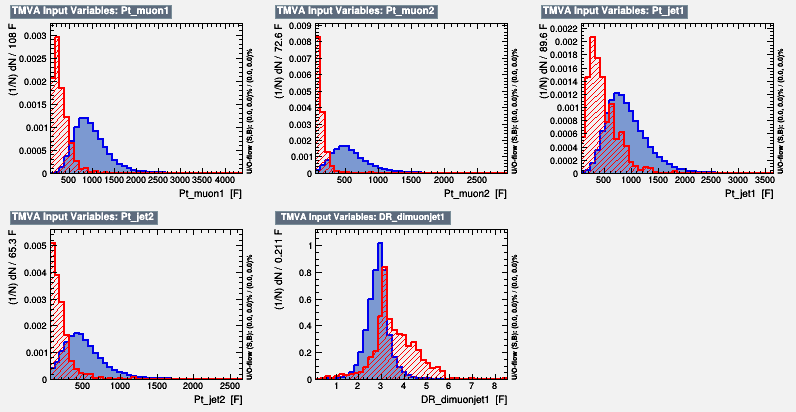 TMVA Input Variables: Pt_muon1
(1/N) dN / 108 F
0.003
0.0025
0.002
0.0015
0.001
0.0005
0
500 1000 1500 2000 2500 3000 3500 4000
Pt_muon1 [F]
U/O-flow (S,B): (0.0, 0.0)% / (0.0, 0.0)%
TMVA Input Variables: Pt_muon2
(1/N) dN / 72.6 F
0.009
0.008
0.007
0.006
0.005
0.004
0.003
0.002
0.001
0
500 1000 1500 2000 2500
Pt_muon2 [F]
U/O-flow (S,B): (0.0, 0.0)% / (0.0, 0.0)%
TMVA Input Variables: Pt_jet1
(1/N) dN / 89.6 F
0.0022
0.002
0.0018
0.0016
0.0014
0.0012
0.001
0.0008
0.0006
0.0004
0.0002
0
500 1000 1500 2000 2500 3000 3500
Pt_jet1 [F]
U/O-flow (S,B): (0.0, 0.0)% / (0.0, 0.0)%
TMVA Input Variables: Pt_jet2
(1/N) dN / 65.3 F
0.005
0.004
0.003
0.002
0.001
0
500 1000 1500 2000 2500
Pt_jet2 [F]
U/O-flow (S,B): (0.0, 0.0)% / (0.0, 0.0)%
TMVA Input Variables: DR_dimuonjet1
(1/N) dN / 0.211 F
1
0.8
0.6
0.4
0.2
0
1 2 3 4 5 6 7 8
DR_dimuonjet1 [F]
U/O-flow (S,B): (0.0, 0.0)% / (0.0, 0.0)%